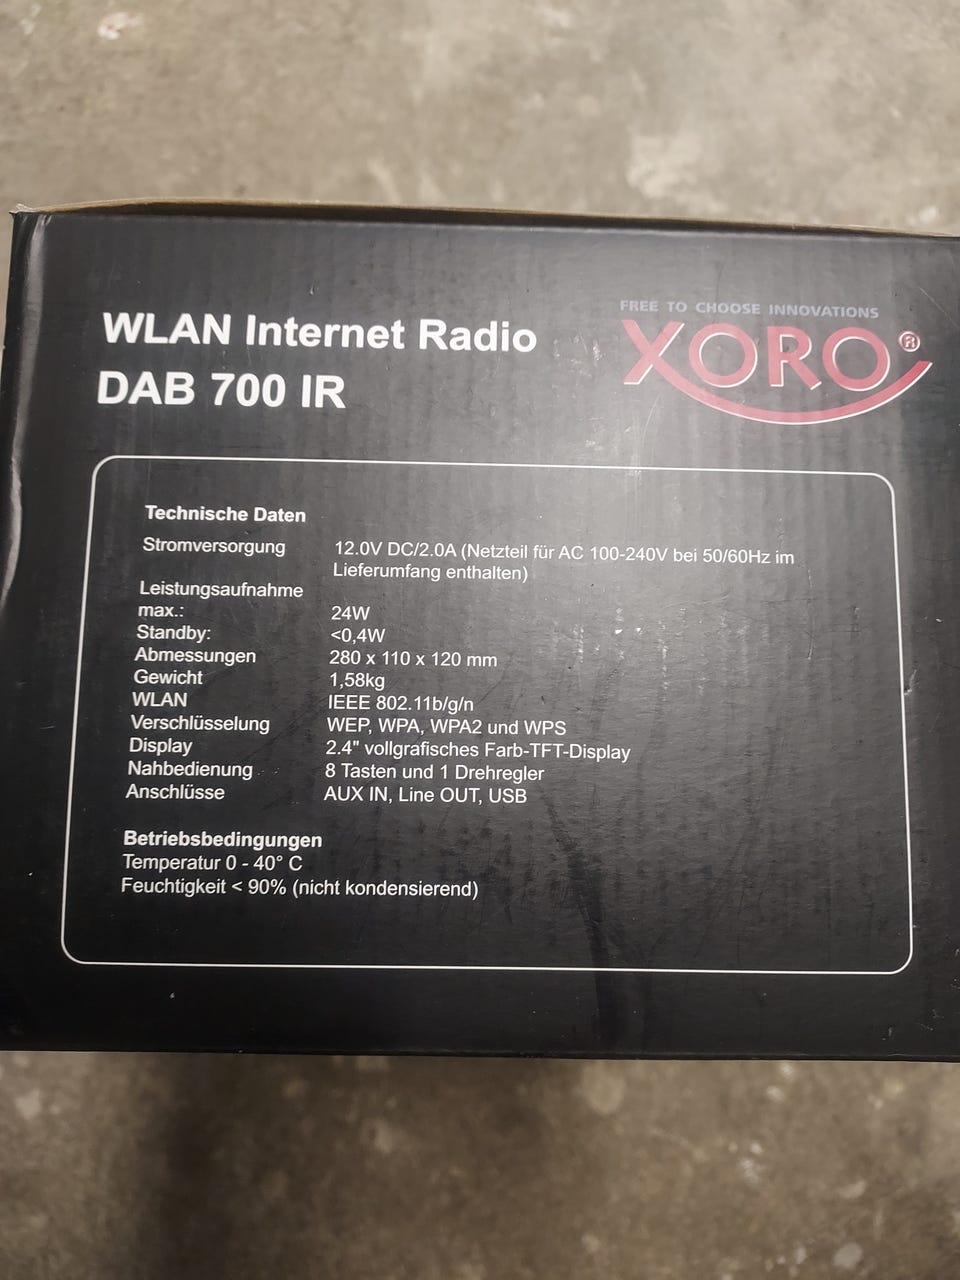 WLAN Internet Radio
DAB 700 IR
FREE TO CHOOSE INNOVATIONS
XORO®
Technische Daten
Stromversorgung 12.0V DC/2.0A (Netzteil für AC 100-240V bei 50/60Hz im
Lieferumfang enthalten)
Leistungsaufnahme
max.: 24W
Standby: <0,4W
Abmessungen 280 x 110 x 120 mm
Gewicht 1,58kg
WLAN IEEE 802.11b/g/n
Verschlüsselung WEP, WPA, WPA2 und WPS
Display 2.4" vollgrafisches Farb-TFT-Display
Nahbedienung 8 Tasten und 1 Drehregler
Anschlüsse AUX IN, Line OUT, USB
Betriebsbedingungen
Temperatur 0 - 40° C
Feuchtigkeit < 90% (nicht kondensierend)